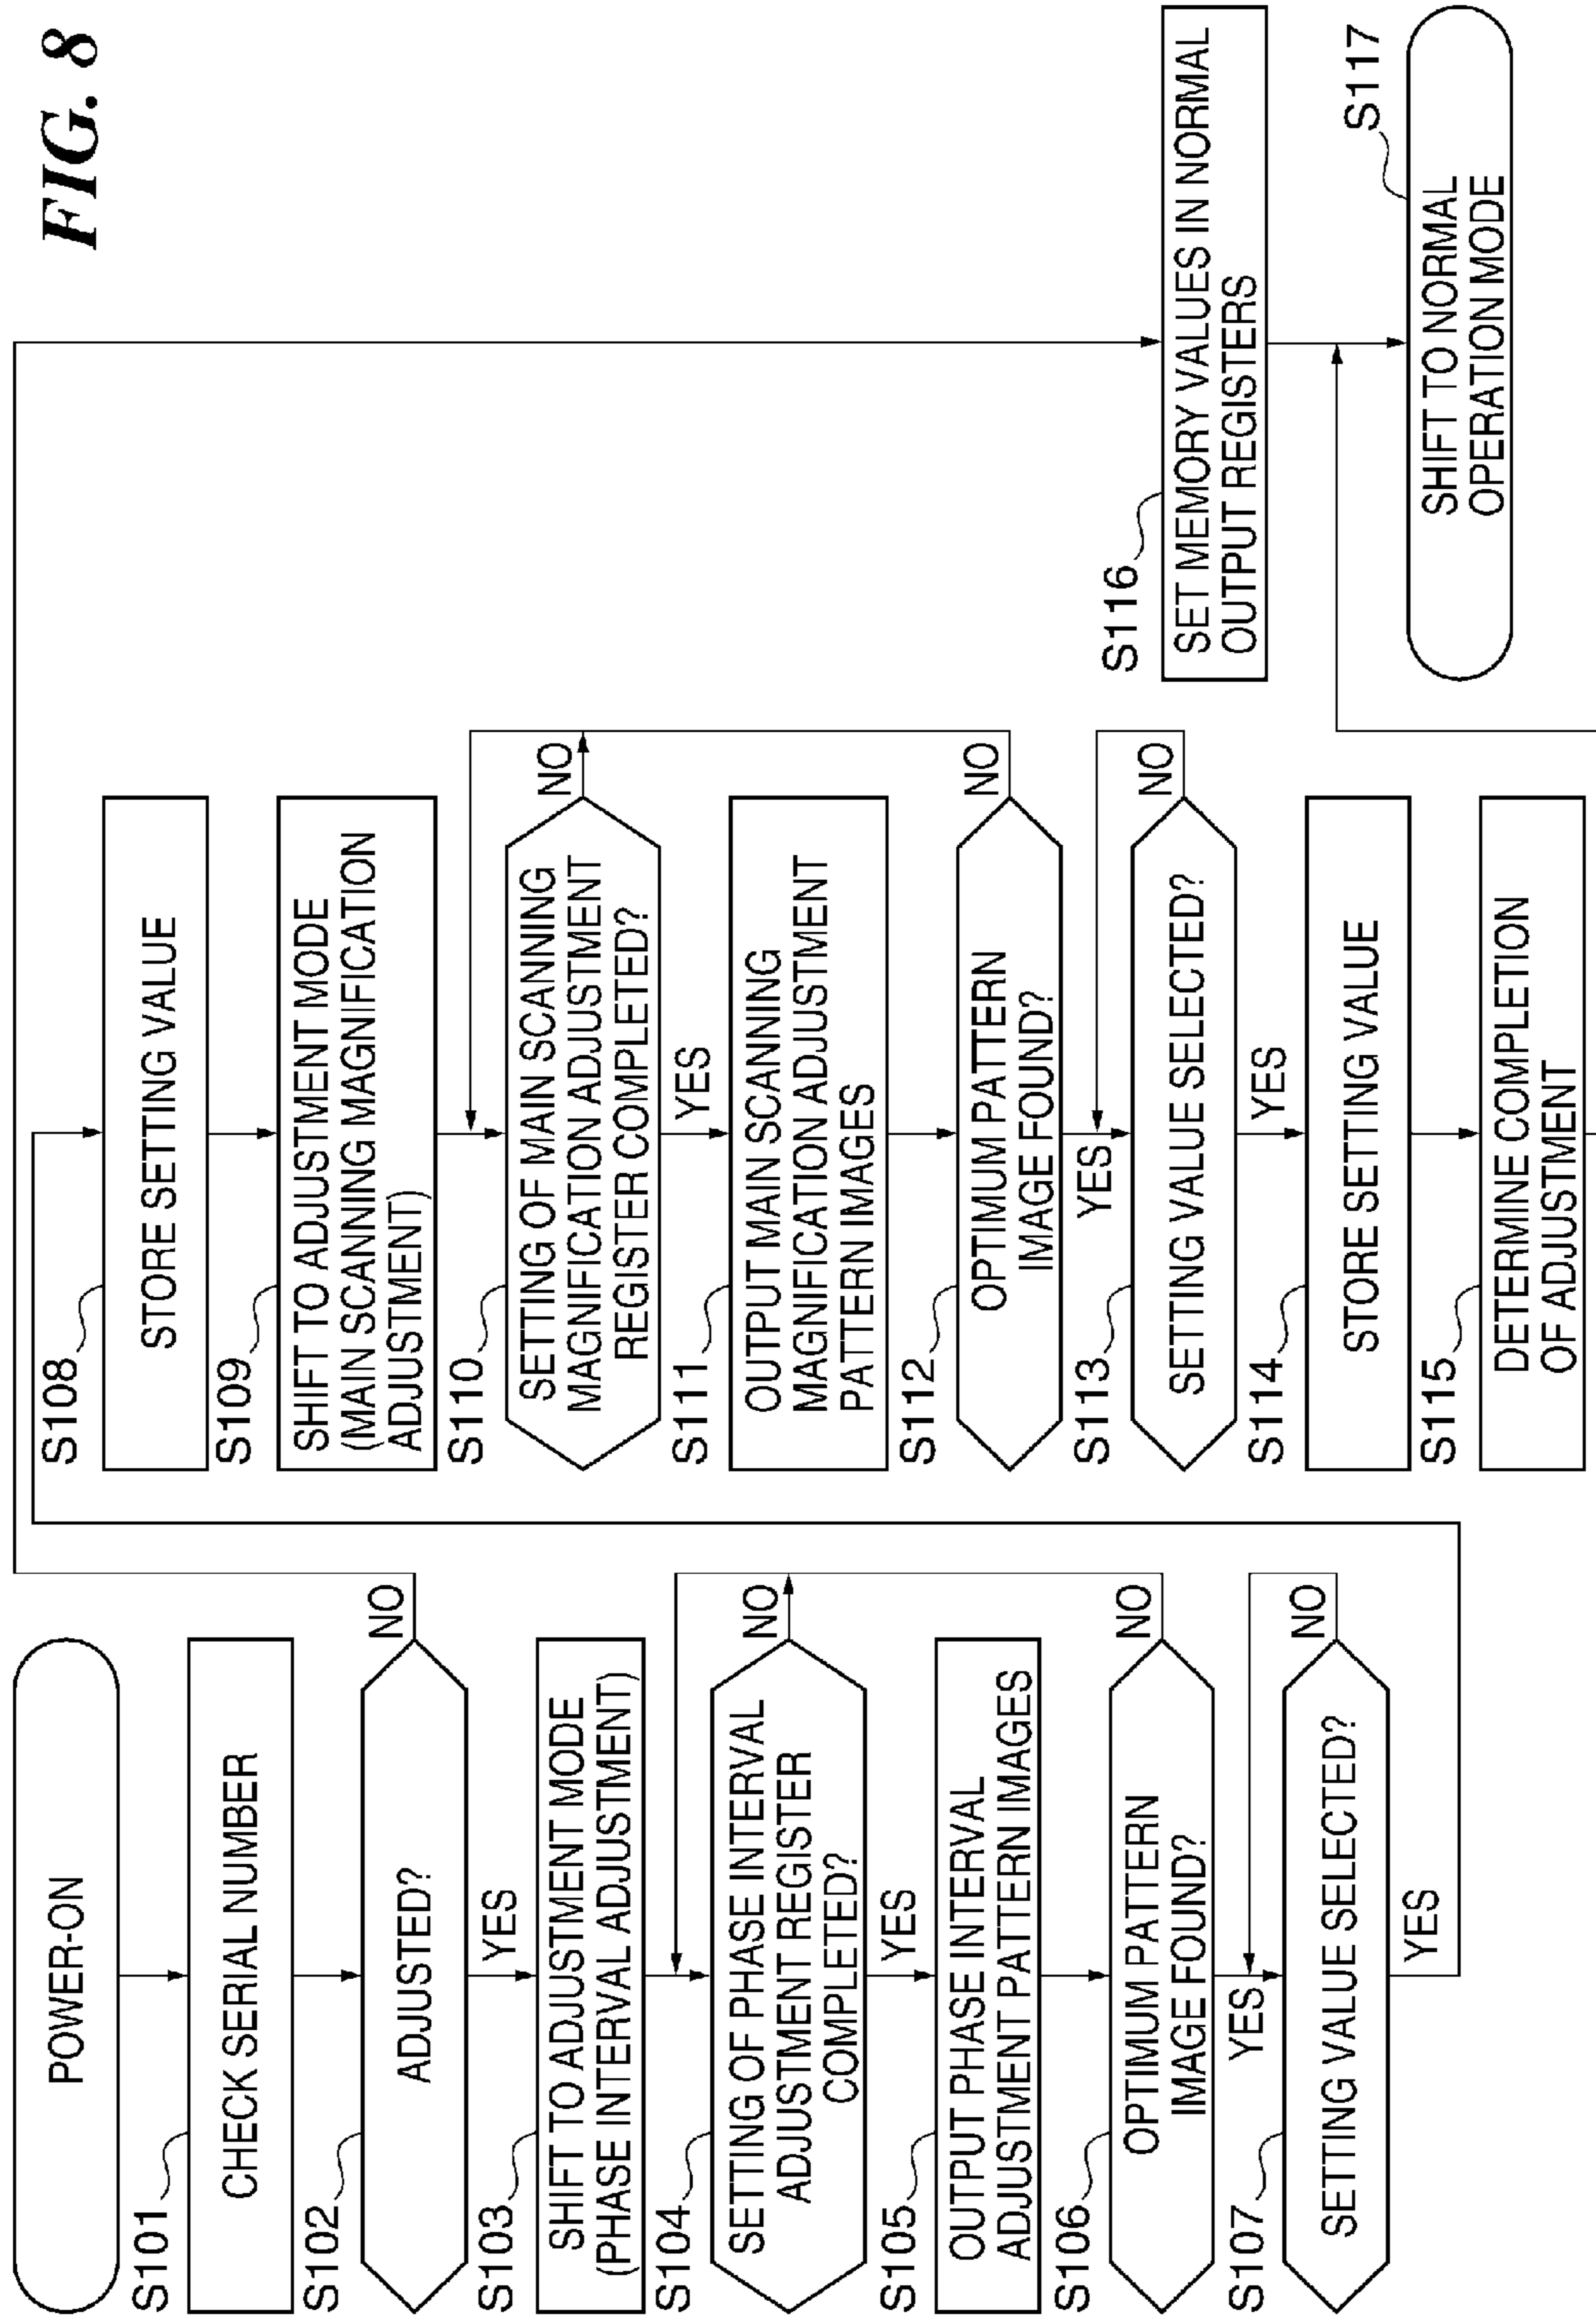 FIG. 8
POWER-ON
S101
CHECK SERIAL NUMBER
S102
ADJUSTED?
NO
YES
S103
SHIFT TO ADJUSTMENT MODE
(PHASE INTERVAL ADJUSTMENT)
S104
SETTING OF PHASE INTERVAL
ADJUSTMENT REGISTER
COMPLETED?
NO
YES
S105
OUTPUT PHASE INTERVAL
ADJUSTMENT PATTERN IMAGES
S106
OPTIMUM PATTERN
IMAGE FOUND?
NO
YES
S107
SETTING VALUE SELECTED?
NO
YES
S108
STORE SETTING VALUE
S109
SHIFT TO ADJUSTMENT MODE
(MAIN SCANNING MAGNIFICATION
ADJUSTMENT)
S110
SETTING OF MAIN SCANNING
MAGNIFICATION ADJUSTMENT
REGISTER COMPLETED?
NO
YES
S111
OUTPUT MAIN SCANNING
MAGNIFICATION ADJUSTMENT
PATTERN IMAGES
S112
OPTIMUM PATTERN
IMAGE FOUND?
NO
YES
S113
SETTING VALUE SELECTED?
NO
YES
S114
STORE SETTING VALUE
S115
DETERMINE COMPLETION
OF ADJUSTMENT
S116
SET MEMORY VALUES IN NORMAL
OUTPUT REGISTERS
S117
SHIFT TO NORMAL
OPERATION MODE